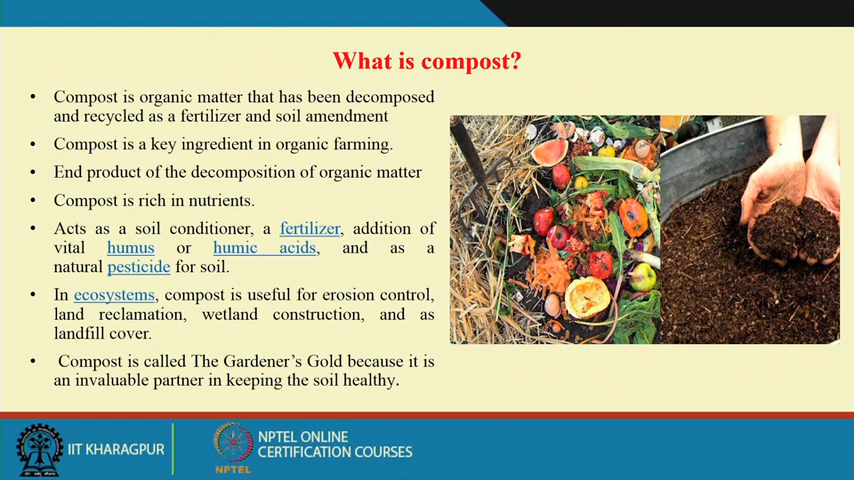 What is compost?
• Compost is organic matter that has been decomposed
and recycled as a fertilizer and soil amendment
• Compost is a key ingredient in organic farming.
• End product of the decomposition of organic matter
• Compost is rich in nutrients.
• Acts as a soil conditioner, a fertilizer, addition of
vital humus or humic acids, and as a
natural pesticide for soil.
• In ecosystems, compost is useful for erosion control,
land reclamation, wetland construction, and as
landfill cover.
• Compost is called The Gardener’s Gold because it is
an invaluable partner in keeping the soil healthy.
IIT KHARAGPUR
NPTEL
NPTEL ONLINE
CERTIFICATION COURSES